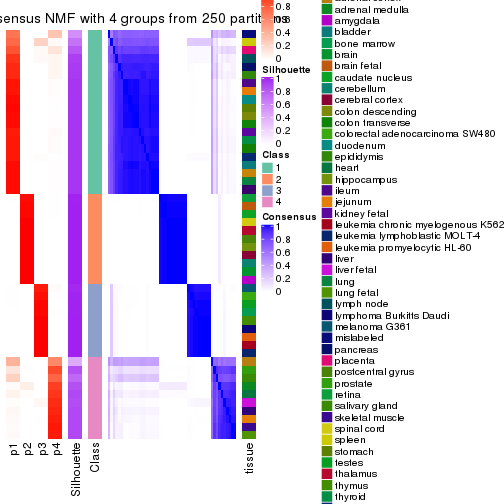 sensus NMF with 4 groups from 250 partitions
0.8
0.6
0.4
0.2
0
Silhouette
1
0.8
0.6
0.4
0.2
0
Class
1
2
3
4
Consensus
1
0.8
0.6
0.4
0.2
0
adrenal medulla
amygdala
bladder
bone marrow
brain
brain fetal
caudate nucleus
cerebellum
cerebral cortex
colon descending
colon transverse
colorectal adenocarcinoma SW480
duodenum
epididymis
heart
hippocampus
ileum
jejunum
kidney fetal
leukemia chronic myelogenous K562
leukemia lymphoblastic MOLT-4
leukemia promyelocytic HL-60
liver
liver fetal
lung
lung fetal
lymph node
lymphoma Burkitts Daudi
melanoma G361
mislabeled
pancreas
placenta
postcentral gyrus
prostate
retina
salivary gland
skeletal muscle
spinal cord
spleen
stomach
testes
thalamus
thymus
thyroid
p1
p2
p3
p4
Silhouette
Class
tissue